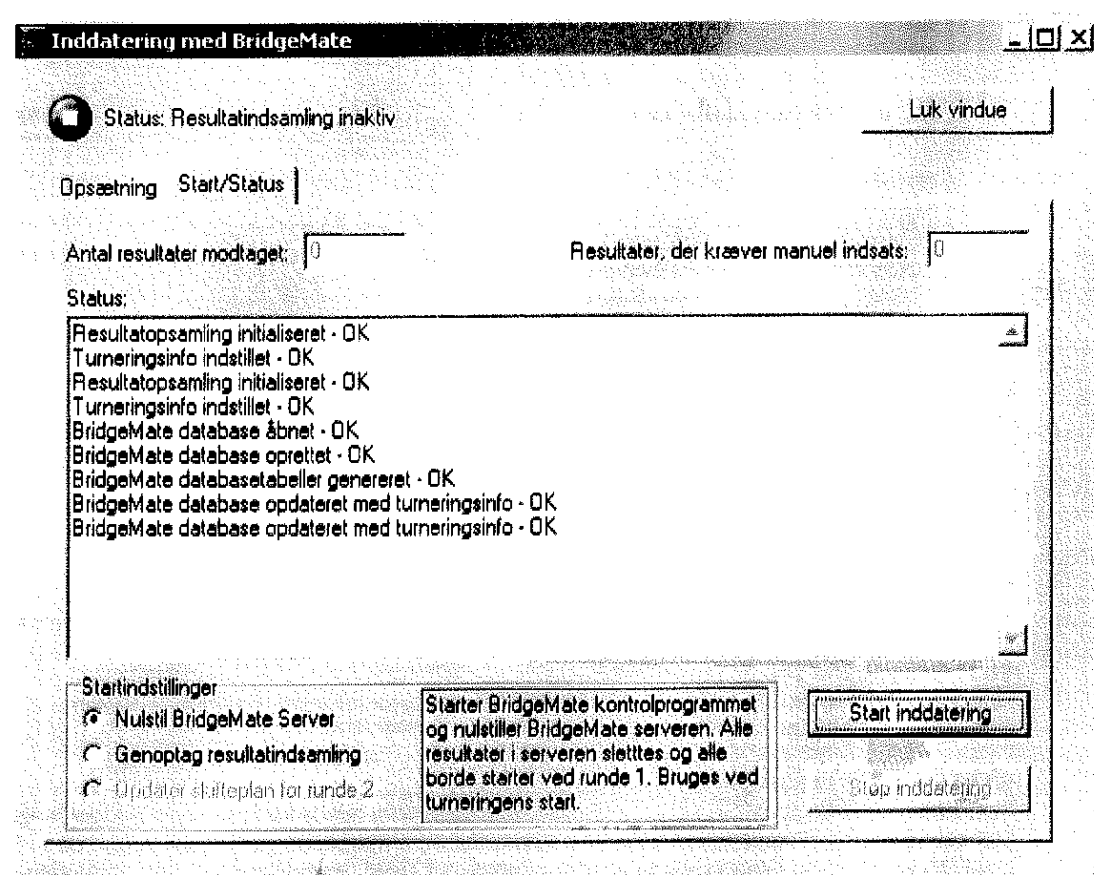 Inddatering med BridgeMate
Status: Resultatindsamling inaktiv
Luk vindue
Opsætning Start/Status
Antal resultater modtaget: 0 Resultater, der kræver manuel indsats: 0
Status:
Resultatopsamling initialiseret - OK
Turneringsinfo indstillet - OK
Resultatopsamling initialiseret - OK
Turneringsinfo indstillet - OK
BridgeMate database åbnet - OK
BridgeMate database oprettet - OK
BridgeMate databasetabeller genereret - OK
BridgeMate database opdateret med turneringsinfo - OK
BridgeMate database opdateret med turneringsinfo - OK
Startindstillinger
Nulstil BridgeMate Server
Genoptag resultatindsamling
Opdater skifteplan for runde 2
Starter BridgeMate kontrolprogrammet
og nulstiller BridgeMate serveren. Alle
resultater i serveren sletttes og alle
borde starter ved runde 1. Bruges ved
turneringens start.
Start inddatering
Stop inddatering